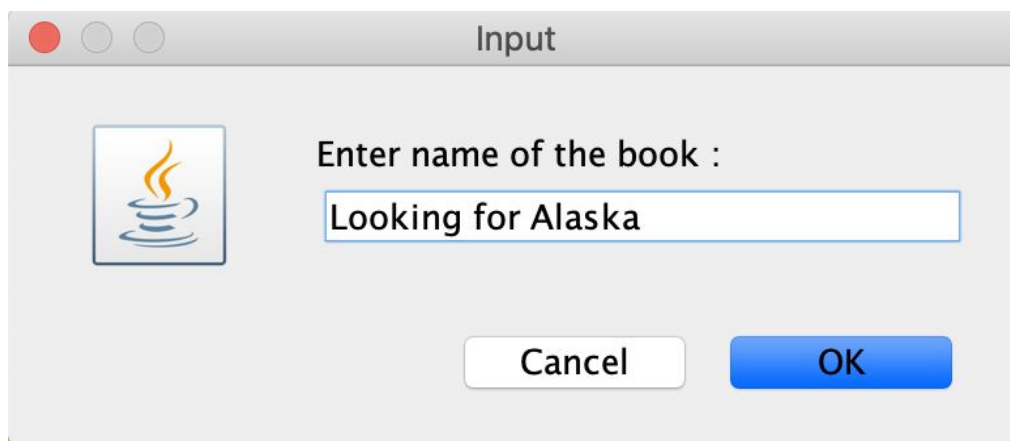 Input
Enter name of the book :
Looking for Alaska
Cancel
OK